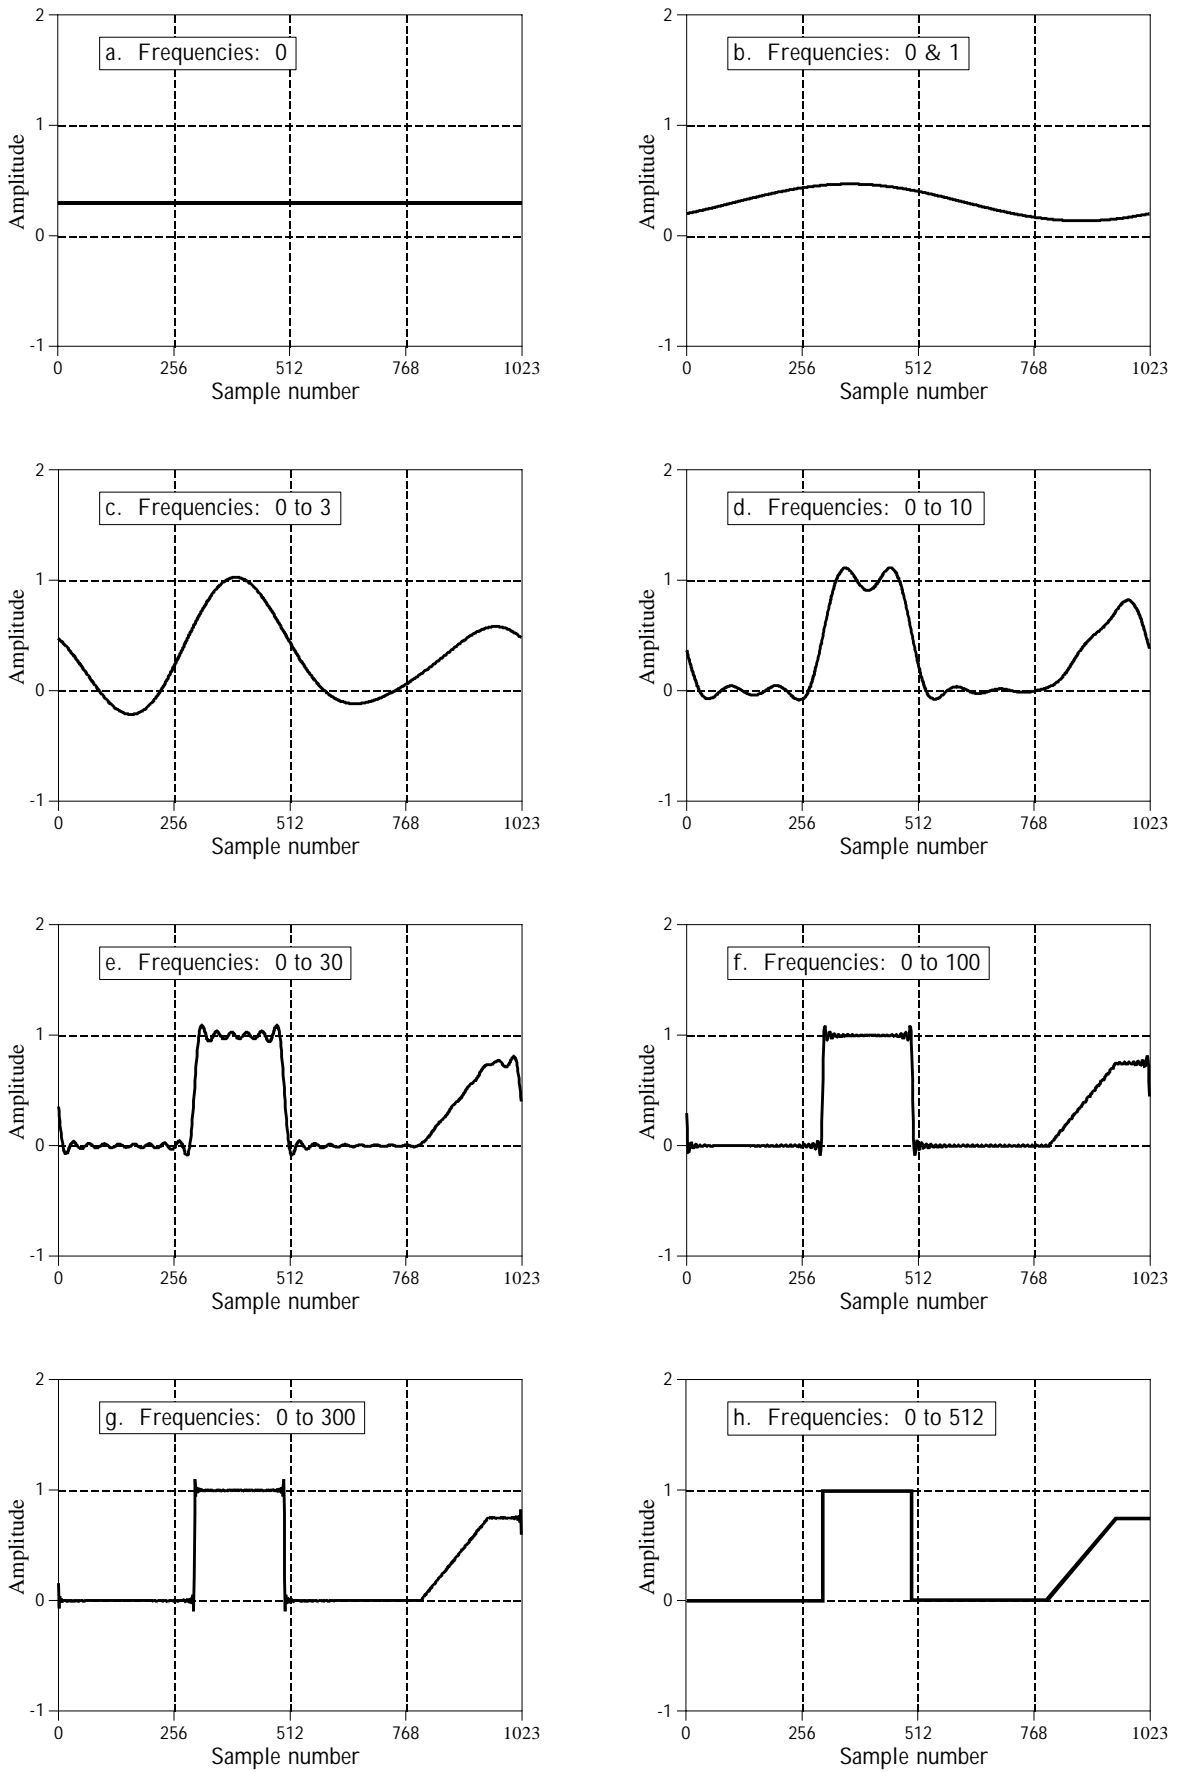 a. Frequencies: 0
2
1
0
-1
Amplitude
0 256 512 768 1023
Sample number
b. Frequencies: 0 & 1
2
1
0
-1
Amplitude
0 256 512 768 1023
Sample number
c. Frequencies: 0 to 3
2
1
0
-1
Amplitude
0 256 512 768 1023
Sample number
d. Frequencies: 0 to 10
2
1
0
-1
Amplitude
0 256 512 768 1023
Sample number
e. Frequencies: 0 to 30
2
1
0
-1
Amplitude
0 256 512 768 1023
Sample number
f. Frequencies: 0 to 100
2
1
0
-1
Amplitude
0 256 512 768 1023
Sample number
g. Frequencies: 0 to 300
2
1
0
-1
Amplitude
0 256 512 768 1023
Sample number
h. Frequencies: 0 to 512
2
1
0
-1
Amplitude
0 256 512 768 1023
Sample number